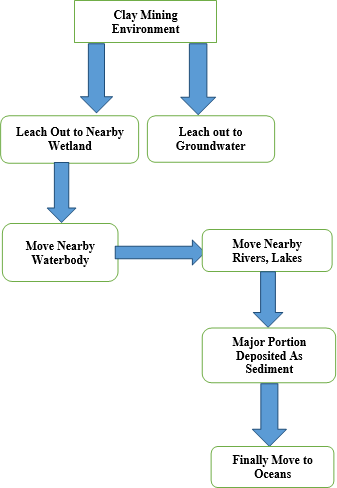 Clay Mining
Environment
Leach Out to Nearby
Wetland
Leach out to
Groundwater
Move Nearby
Waterbody
Move Nearby
Rivers, Lakes
Major Portion
Deposited As
Sediment
Finally Move to
Oceans